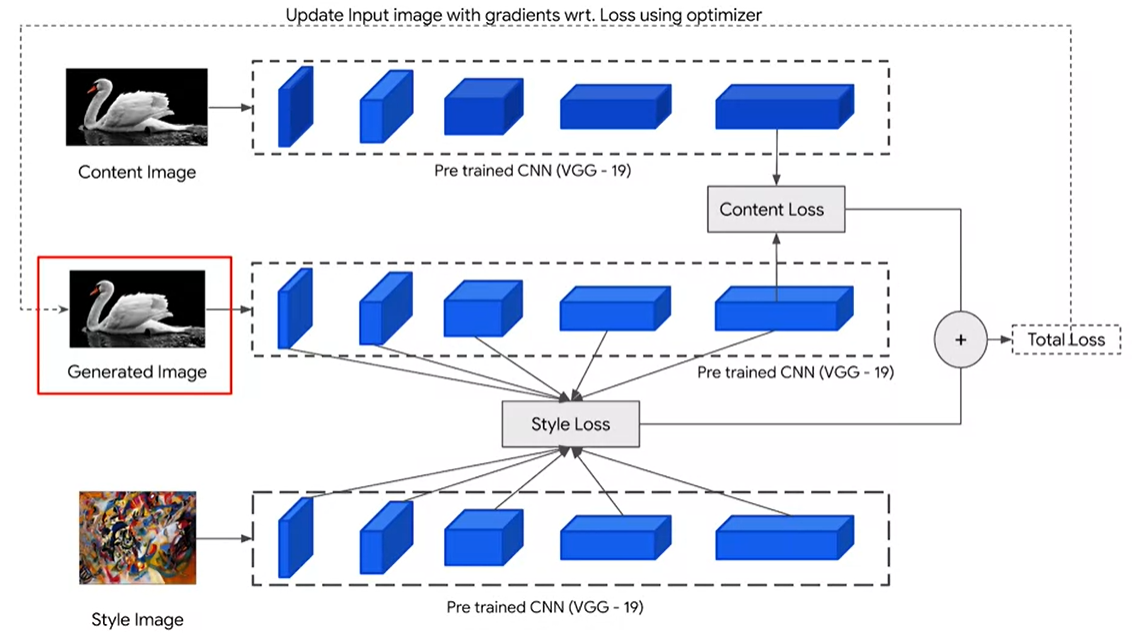 Update Input image with gradients wrt. Loss using optimizer
Content Image
Pre trained CNN (VGG - 19)
Content Loss
Generated Image
Pre trained CNN (VGG - 19)
+
Total Loss
Style Loss
Pre trained CNN (VGG - 19)
Style Image